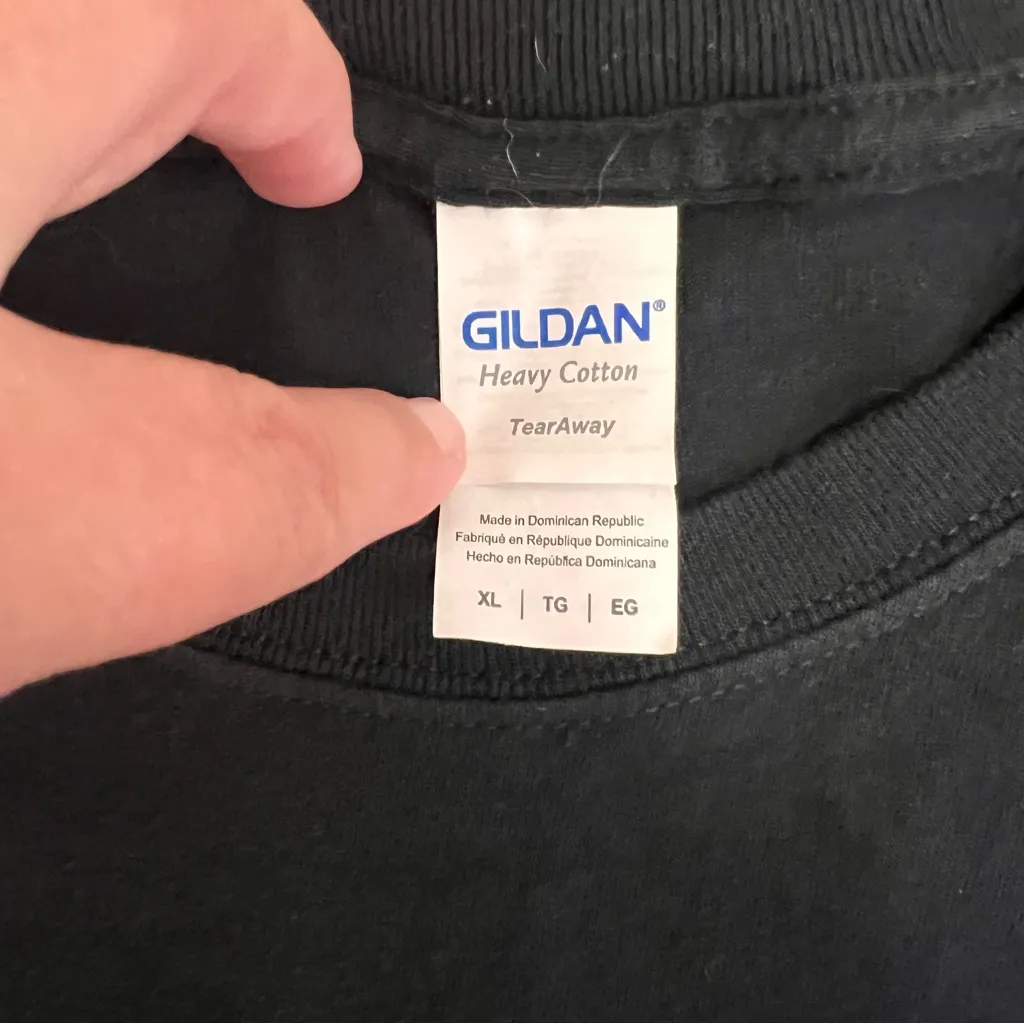 GILDAN®
Heavy Cotton
TearAway
Made in Dominican Republic
Fabriqué en République Dominicaine
Hecho en República Dominicana
XL | TG | EG